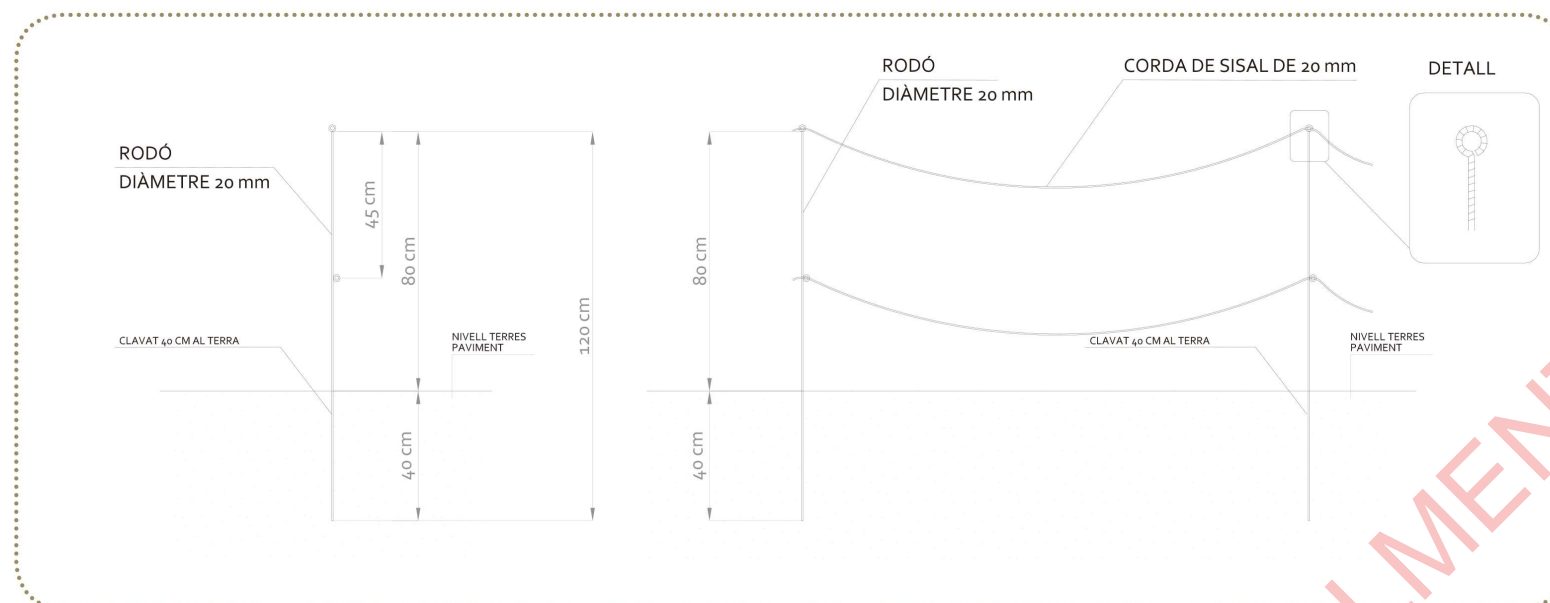 RODÓ
DIÀMETRE 20 mm
45 cm
80 cm
120 cm
CLAVAT 40 CM AL TERRA
NIVELL TERRES
PAVIMENT
40 cm
RODÓ
DIÀMETRE 20 mm
CORDA DE SISAL DE 20 mm
DETALL
80 cm
CLAVAT 40 CM AL TERRA
NIVELL TERRES
PAVIMENT
40 cm